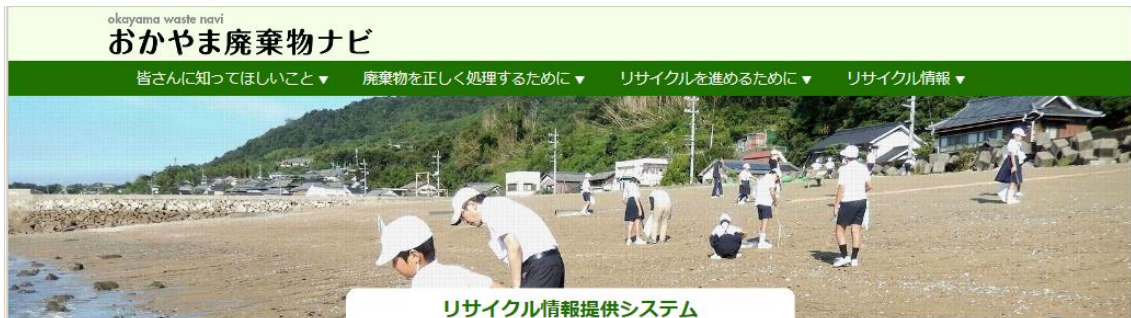 okayama waste navi
おかやま廃棄物ナビ
皆さんに知ってほしいこと▼ 廃棄物を正しく処理するために▼ リサイクルを進めるために▼ リサイクル情報▼
リサイクル情報提供システム